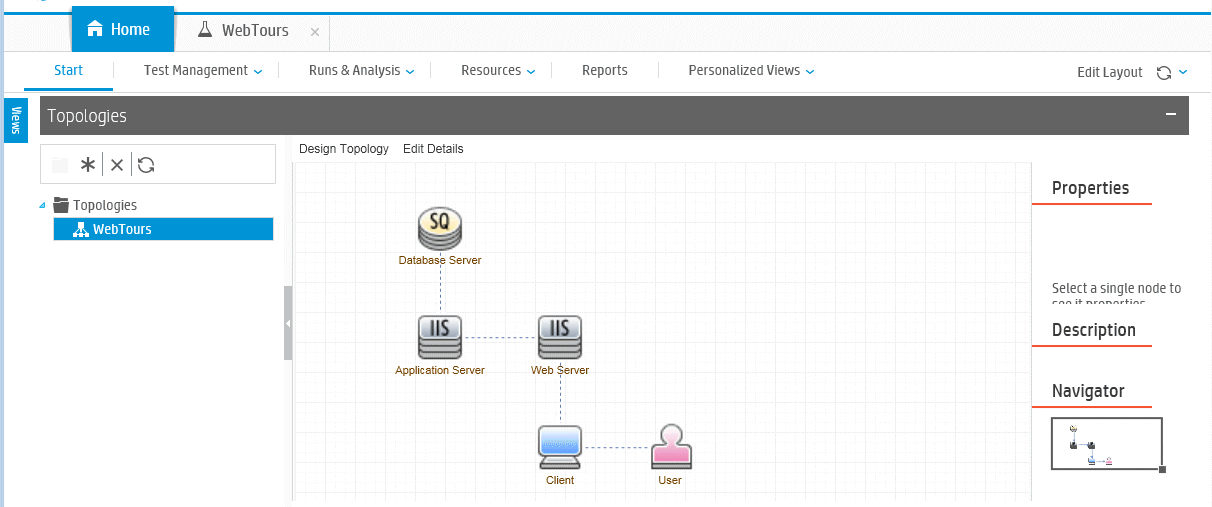 Home
WebTours
Start
Test Management
Runs & Analysis
Resources
Reports
Personalized Views
Edit Layout
Views
Topologies
Design Topology
Edit Details
Topologies
WebTours
SQ
Database Server
IIS
Application Server
IIS
Web Server
Client
User
Properties
Select a single node to
see it properties
Description
Navigator